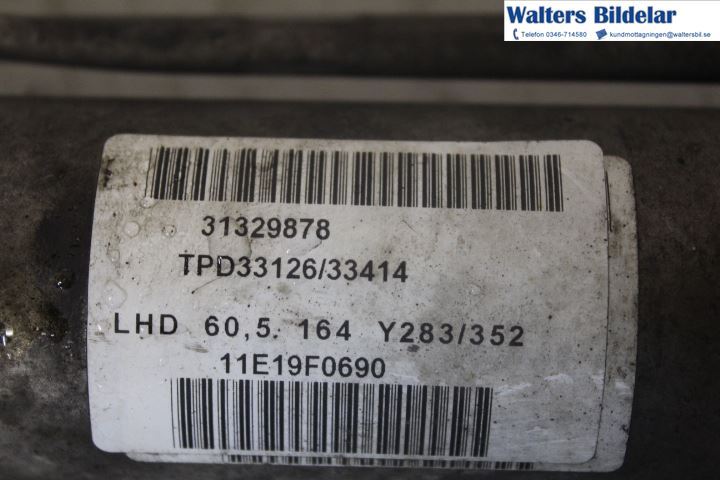 Walters Bildelar
Telefon 0346-714580 kundmottagningen@waltersbil.se
31329878
TPD33126/33414
LHD 60,5. 164 Y283/352
11E19F0690